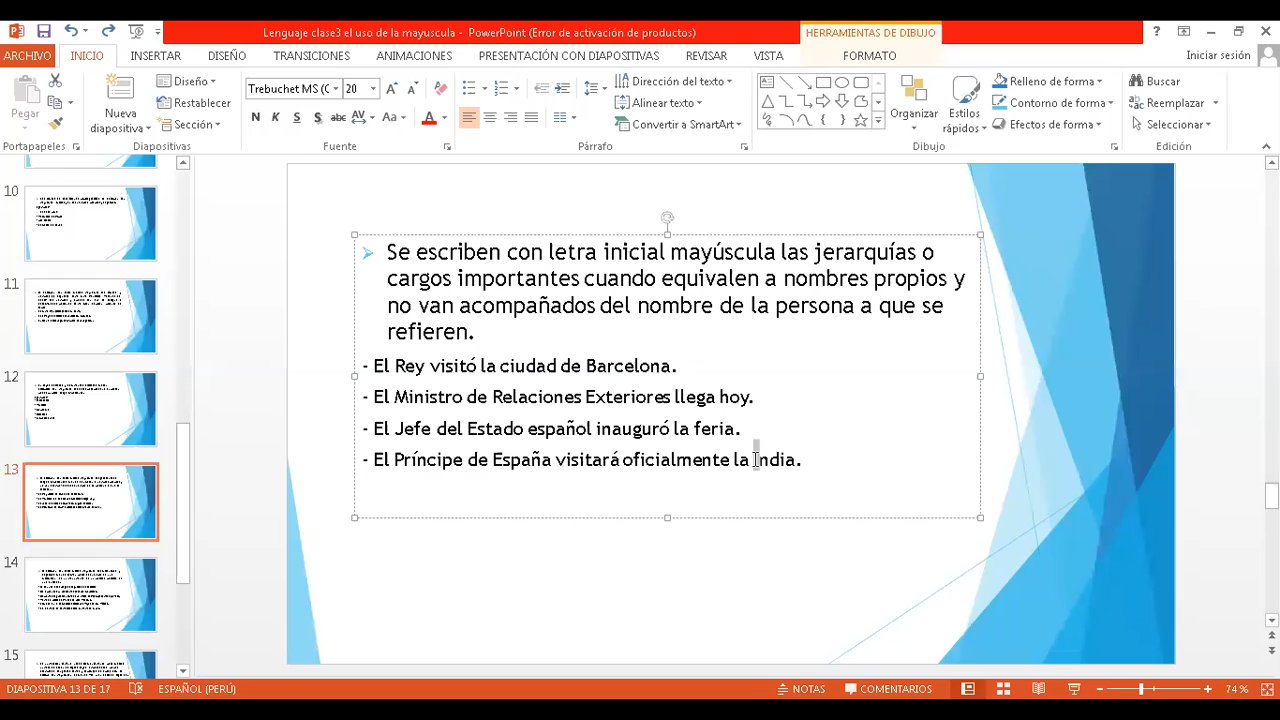 Lenguaje clase3 el uso de la mayuscula - PowerPoint (Error de activación de productos)
HERRAMIENTAS DE DIBUJO
ARCHIVO INICIO INSERTAR DISEÑO TRANSICIONES ANIMACIONES PRESENTACIÓN CON DIAPOSITIVAS REVISAR VISTA FORMATO Iniciar sesión
Pegar
Nueva diapositiva
Diseño
Restablecer
Sección
Trebuchet MS (C 20
N K S S abc AV Aa A
Dirección del texto
Alinear texto
Convertir a SmartArt
Organizar
Estilos rápidos
Relleno de forma
Contorno de forma
Efectos de forma
Buscar
Reemplazar
Seleccionar
Portapapeles Diapositivas Fuente Párrafo Dibujo Edición
10
11
12
13
14
15
Se escriben con letra inicial mayúscula las jerarquías o
cargos importantes cuando equivalen a nombres propios y
no van acompañados del nombre de la persona a que se
refieren.
- El Rey visitó la ciudad de Barcelona.
- El Ministro de Relaciones Exteriores llega hoy.
- El Jefe del Estado español inauguró la feria.
- El Príncipe de España visitará oficialmente la India.
DIAPOSITIVA 13 DE 17 ESPAÑOL (PERÚ) NOTAS COMENTARIOS 74 %